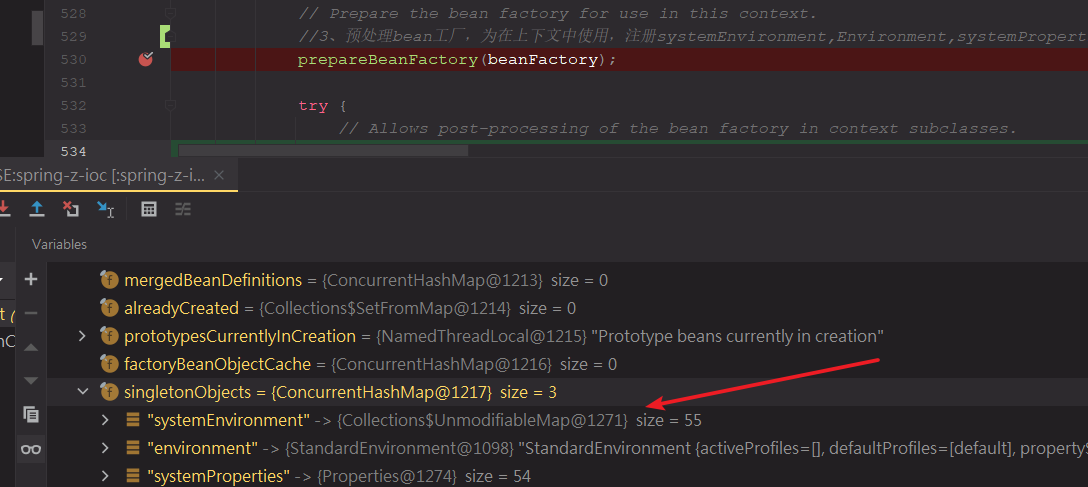 528 // Prepare the bean factory for use in this context.
529 //3、预处理bean工厂，为在上下文中使用，注册systemEnvironment,Environment,systemPropert
530 prepareBeanFactory(beanFactory);
531
532 try {
533 // Allows post-processing of the bean factory in context subclasses.
534
SE:spring-z-ioc [:spring-z-i...
Variables
mergedBeanDefinitions = {ConcurrentHashMap@1213} size = 0
alreadyCreated = {Collections$SetFromMap@1214} size = 0
prototypesCurrentlyInCreation = {NamedThreadLocal@1215} "Prototype beans currently in creation"
factoryBeanObjectCache = {ConcurrentHashMap@1216} size = 0
singletonObjects = {ConcurrentHashMap@1217} size = 3
"systemEnvironment" -> {Collections$UnmodifiableMap@1271} size = 55
"environment" -> {StandardEnvironment@1098} "StandardEnvironment {activeProfiles=[], defaultProfiles=[default], propertyS
"systemProperties" -> {Properties@1274} size = 54